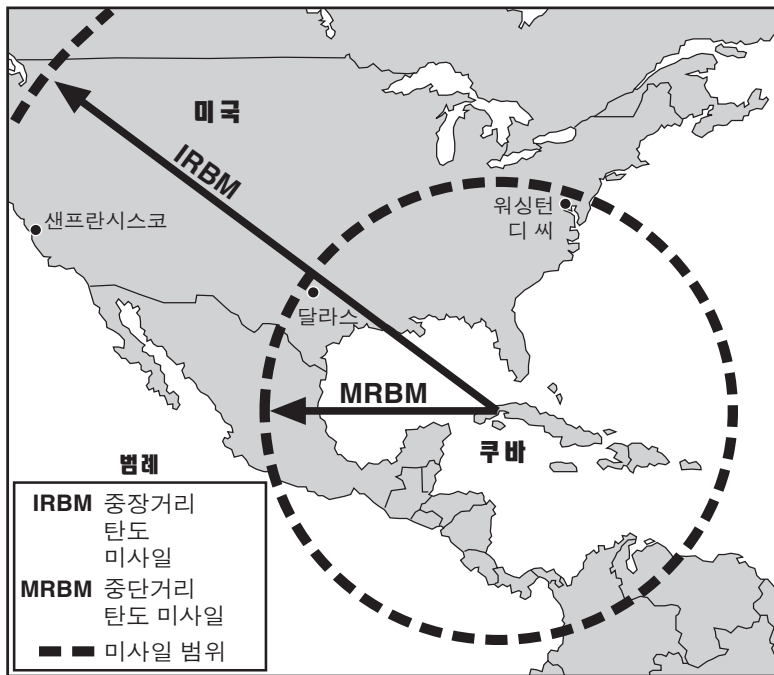 미국
IRBM
샌프란시스코
워싱턴
디 씨
달라스
MRBM
쿠바
범례
IRBM 중장거리
탄도
미사일
MRBM 중단거리
탄도 미사일
미사일 범위